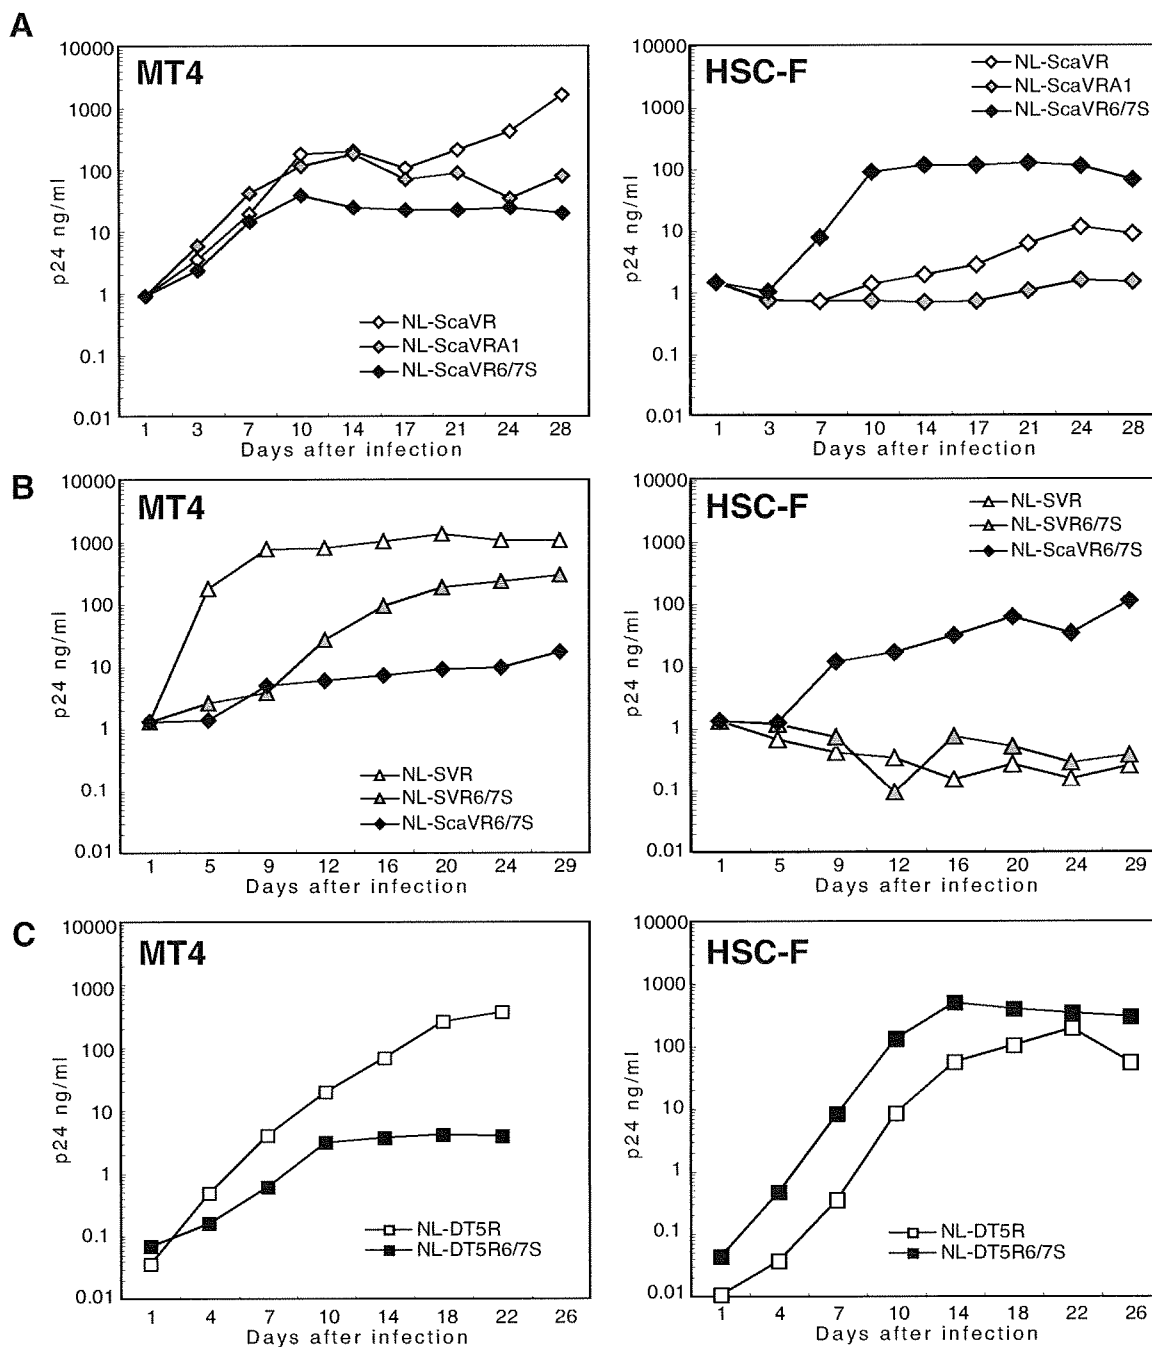 A
MT4
10000
1000
100
10
1
0.1
0.01
p24 ng/ml
NL-ScaVR
NL-ScaVRA1
NL-ScaVR6/7S
1 3 7 10 14 17 21 24 28
Days after infection
HSC-F
10000
1000
100
10
1
0.1
0.01
p24 ng/ml
NL-ScaVR
NL-ScaVRA1
NL-ScaVR6/7S
1 3 7 10 14 17 21 24 28
Days after infection
B
MT4
10000
1000
100
10
1
0.1
0.01
p24 ng/ml
NL-SVR
NL-SVR6/7S
NL-ScaVR6/7S
1 5 9 12 16 20 24 29
Days after infection
HSC-F
10000
1000
100
10
1
0.1
0.01
p24 ng/ml
NL-SVR
NL-SVR6/7S
NL-ScaVR6/7S
1 5 9 12 16 20 24 29
Days after infection
C
MT4
10000
1000
100
10
1
0.1
0.01
p24 ng/ml
NL-DT5R
NL-DT5R6/7S
1 4 7 10 14 18 22 26
Days after infection
HSC-F
10000
1000
100
10
1
0.1
0.01
p24 ng/ml
NL-DT5R
NL-DT5R6/7S
1 4 7 10 14 18 22 26
Days after infection